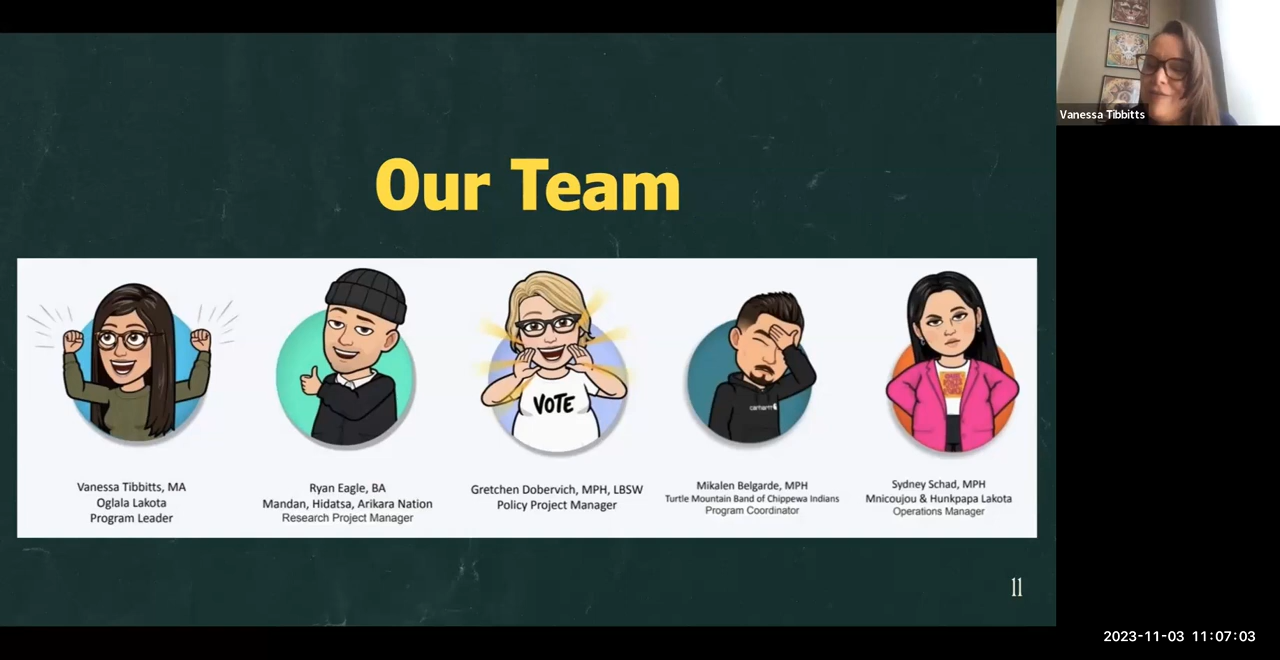 Vanessa Tibbitts
Our Team
VOTE
carhartt
Vanessa Tibbitts, MA
Oglala Lakota
Program Leader
Ryan Eagle, BA
Mandan, Hidatsa, Arikara Nation
Research Project Manager
Gretchen Dobervich, MPH, LBSW
Policy Project Manager
Mikalen Belgarde, MPH
Turtle Mountain Band of Chippewa Indians
Program Coordinator
Sydney Schad, MPH
Mnicoujou & Hunkpapa Lakota
Operations Manager
11
2023-11-03 11:07:03